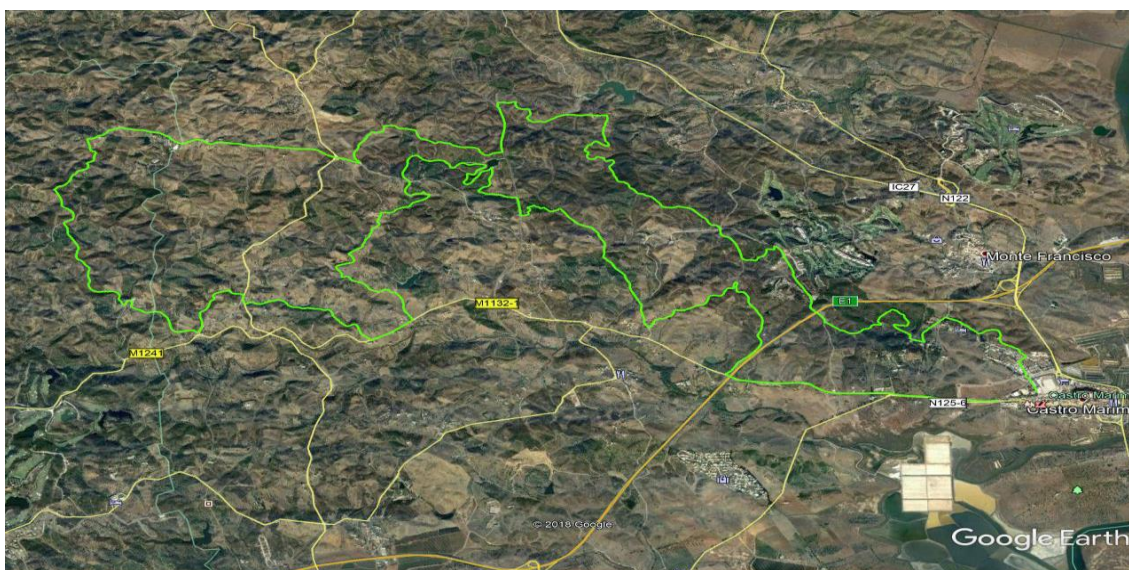 IC27
N122
Monte Francisco
E1
M1132-1
M1241
N125-6
Castro Marim
Castro Marim
© 2018 Google
Google Earth